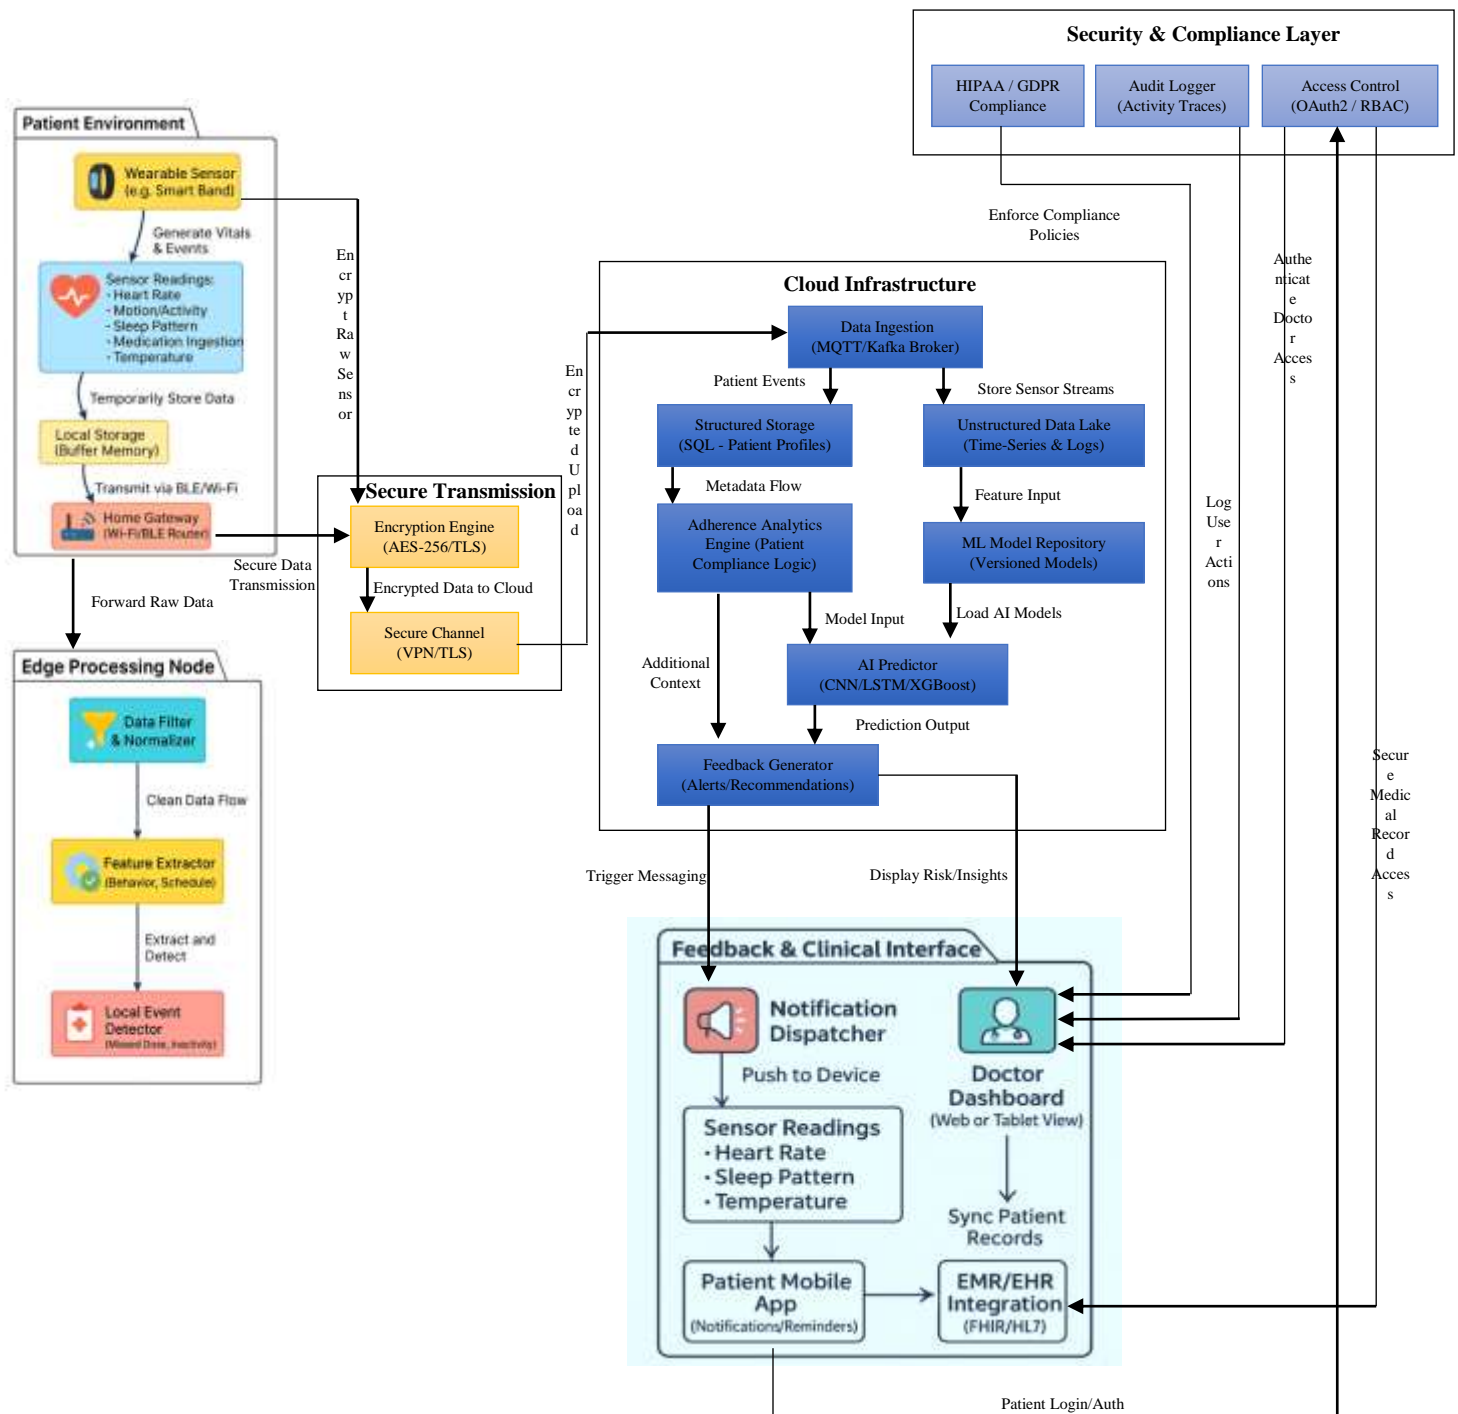 Security & Compliance Layer
HIPAA / GDPR
Compliance
Audit Logger
(Activity Traces)
Access Control
(OAuth2 / RBAC)
Enforce Compliance
Policies
Authe
nticat
e
Docto
r
Acces
s
Log
Use
r
Acti
ons
Secur
e
Medic
al
Recor
d
Acces
s
Patient Environment
Wearable Sensor
(e.g. Smart Band)
Generate Vitals
& Events
Sensor Readings:
- Heart Rate
- Motion/Activity
- Sleep Pattern
- Medication Ingestion
- Temperature
Temporarily Store Data
Local Storage
(Buffer Memory)
Transmit via BLE/Wi-Fi
Home Gateway
(Wi-Fi/BLE Router)
En
cr
yp
t
Ra
w
Se
ns
or
Secure Data
Transmission
Forward Raw Data
Secure Transmission
Encryption Engine
(AES-256/TLS)
Encrypted Data to Cloud
Secure Channel
(VPN/TLS)
En
cr
yp
te
d
U
pl
oa
d
Edge Processing Node
Data Filter
& Normalizer
Clean Data Flow
Feature Extractor
(Behavior, Schedule)
Extract and
Detect
Local Event
Detector
(Missed Dose, Inactivity)
Cloud Infrastructure
Data Ingestion
(MQTT/Kafka Broker)
Patient Events
Store Sensor Streams
Structured Storage
(SQL - Patient Profiles)
Unstructured Data Lake
(Time-Series & Logs)
Metadata Flow
Feature Input
Adherence Analytics
Engine (Patient
Compliance Logic)
ML Model Repository
(Versioned Models)
Model Input
Load AI Models
Additional
Context
AI Predictor
(CNN/LSTM/XGBoost)
Prediction Output
Feedback Generator
(Alerts/Recommendations)
Trigger Messaging
Display Risk/Insights
Feedback & Clinical Interface
Notification
Dispatcher
Push to Device
Sensor Readings
• Heart Rate
• Sleep Pattern
• Temperature
Patient Mobile
App
(Notifications/Reminders)
Doctor
Dashboard
(Web or Tablet View)
Sync Patient
Records
EMR/EHR
Integration
(FHIR/HL7)
Patient Login/Auth